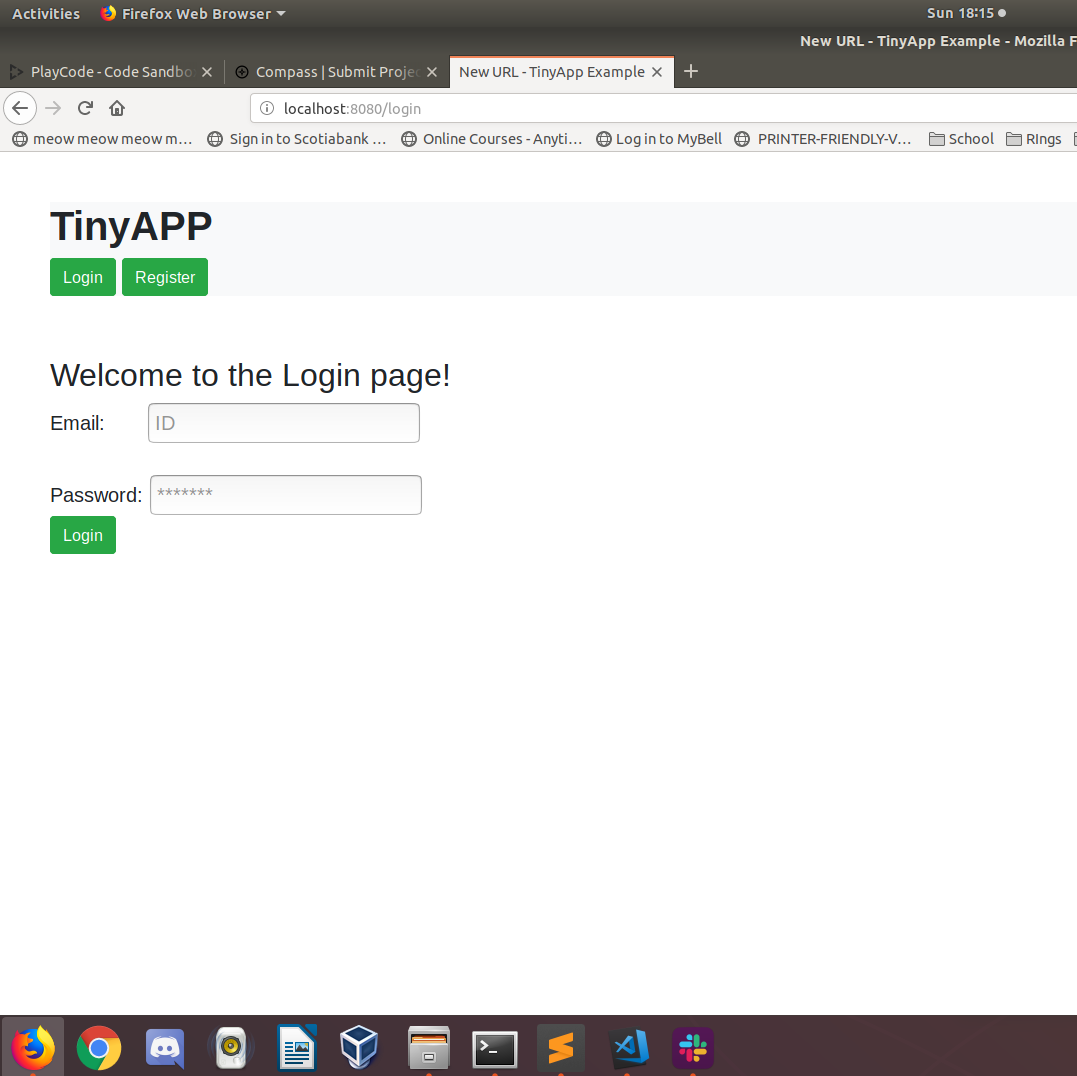 Activities Firefox Web Browser Sun 18:15
New URL - TinyApp Example - Mozilla F
PlayCode - Code Sandbo Compass | Submit Projec New URL - TinyApp Example
localhost:8080/login
meow meow meow m... Sign in to Scotiabank ... Online Courses - Anyti... Log in to MyBell PRINTER-FRIENDLY-V... School RIngs
TinyAPP
Login Register
Welcome to the Login page!
Email: ID
Password: *******
Login